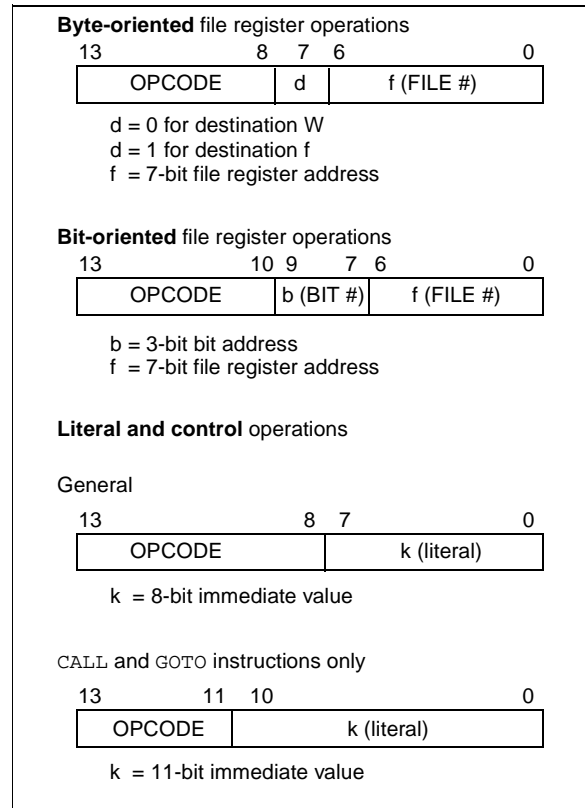 Byte-oriented file register operations
13 8 7 6 0
OPCODE d f (FILE #)
d = 0 for destination W
d = 1 for destination f
f = 7-bit file register address
Bit-oriented file register operations
13 10 9 7 6 0
OPCODE b (BIT #) f (FILE #)
b = 3-bit bit address
f = 7-bit file register address
Literal and control operations
General
13 8 7 0
OPCODE k (literal)
k = 8-bit immediate value
CALL and GOTO instructions only
13 11 10 0
OPCODE k (literal)
k = 11-bit immediate value